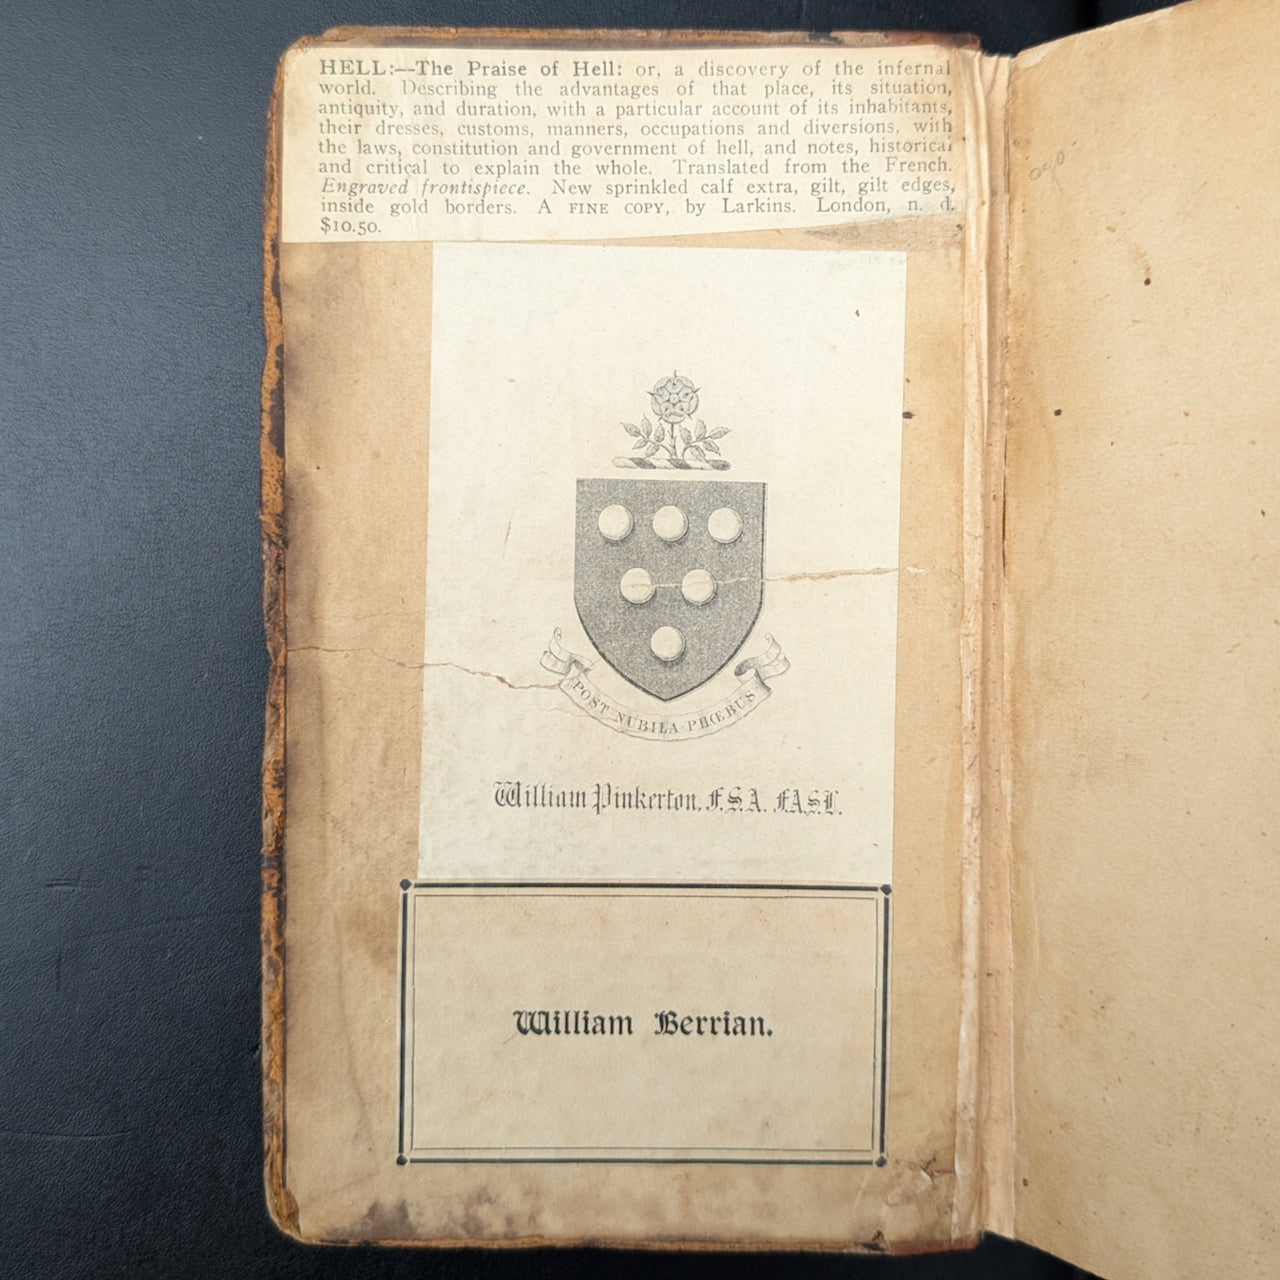 HELL:—The Praise of Hell: or, a discovery of the infernal
world. Describing the advantages of that place, its situation,
antiquity, and duration, with a particular account of its inhabitants,
their dresses, customs, manners, occupations and diversions, with
the laws, constitution and government of hell, and notes, historical
and critical to explain the whole. Translated from the French.
Engraved frontispiece. New sprinkled calf extra, gilt, gilt edges,
inside gold borders. A FINE COPY, by Larkins. London, n. d.
$10.50.
POST NUBILA PHŒBUS
William Pinkerton, F.S.A. F.A.S.L.
William Berrian.